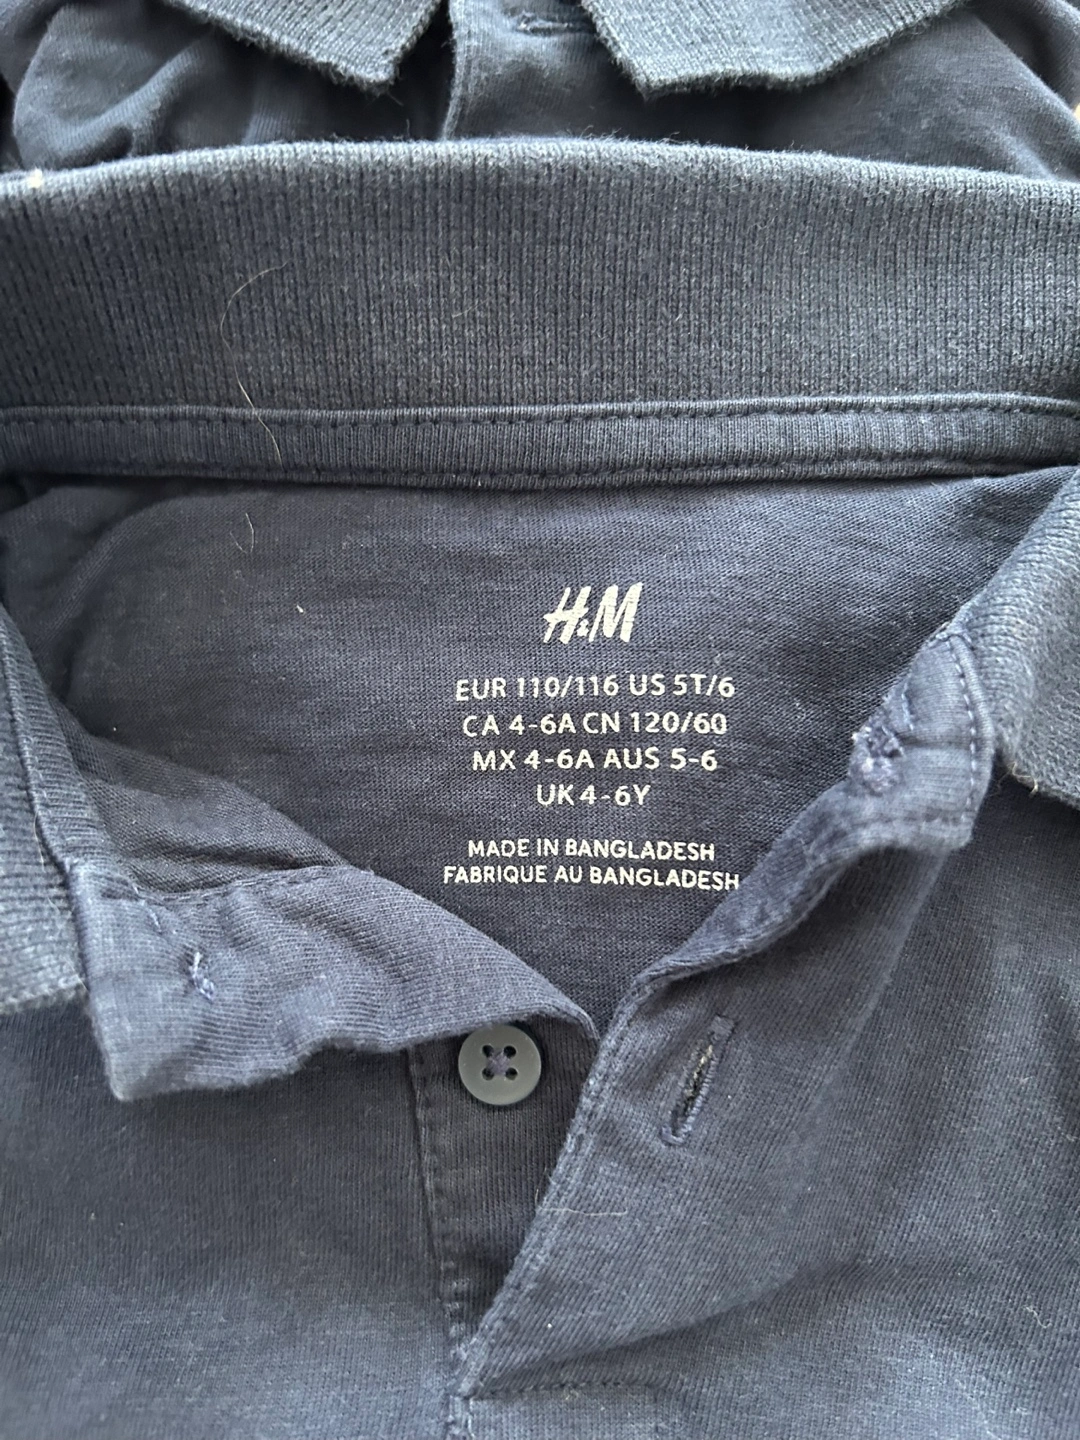 H&M
EUR 110/116 US 5T/6
CA 4-6A CN 120/60
MX 4-6A AUS 5-6
UK 4-6Y
MADE IN BANGLADESH
FABRIQUE AU BANGLADESH